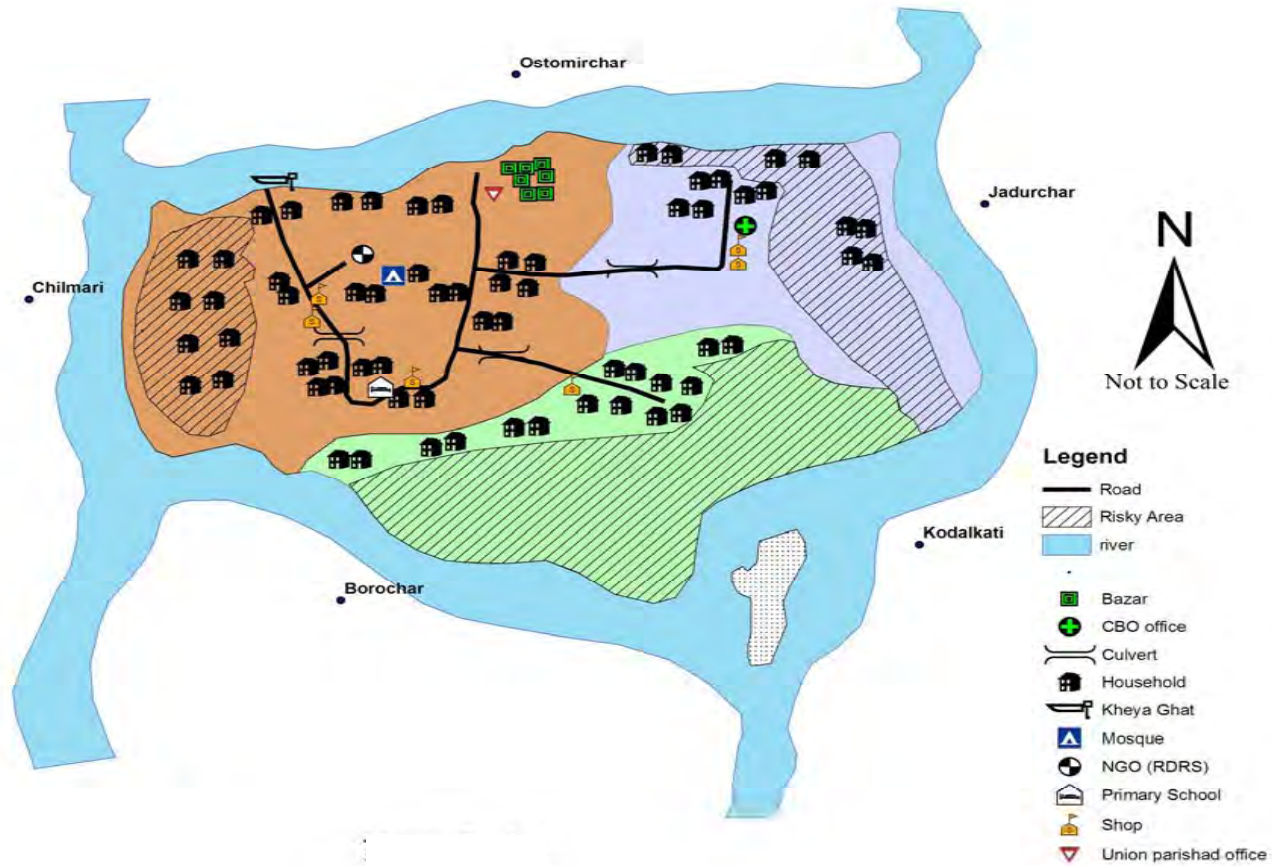 Ostomirchar
Jadurchar
N
Chilmari
Not to Scale
Legend
Road
Risky Area
river
Kodalkati
Borochar
Bazar
CBO office
Culvert
Household
Kheya Ghat
Mosque
NGO (RDRS)
Primary School
Shop
Union parishad office